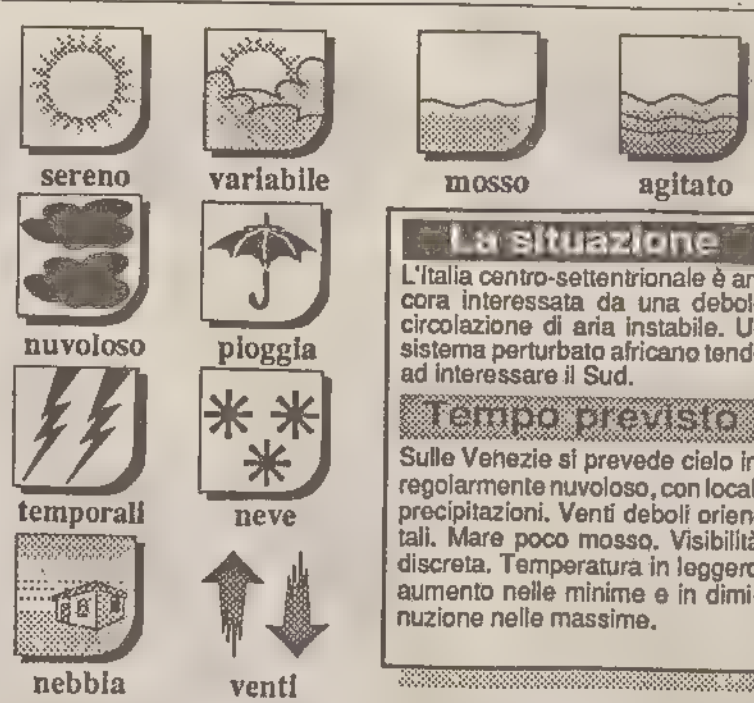 sereno
variabile
mosso
agitato
nuvoloso
pioggia
temporali
neve
nebbia
venti
La situazione
L'Italia centro-settentrionale è an
cora interessata da una debol
circolazione di aria instabile. U
sistema perturbato africano tend
ad interessare il Sud.
Tempo previsto
Sulle Venezie si prevede cielo ir
regolarmente nuvoloso, con local
precipitazioni. Venti deboli orien
tali. Mare poco mosso. Visibilità
discreta. Temperatura in leggero
aumento nelle minime e in dimi-
nuzione nelle massime.